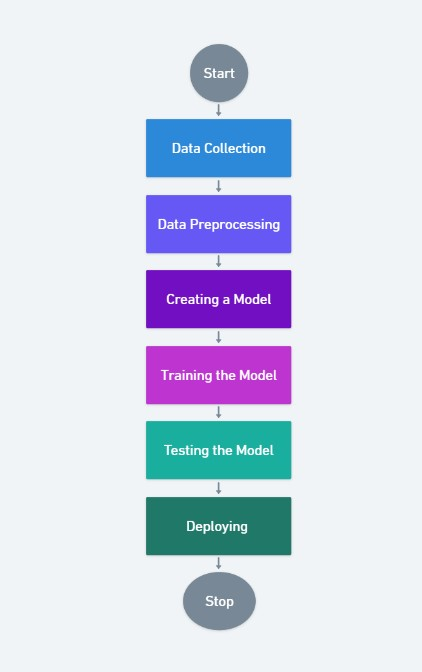 Start
Data Collection
Data Preprocessing
Creating a Model
Training the Model
Testing the Model
Deploying
Stop